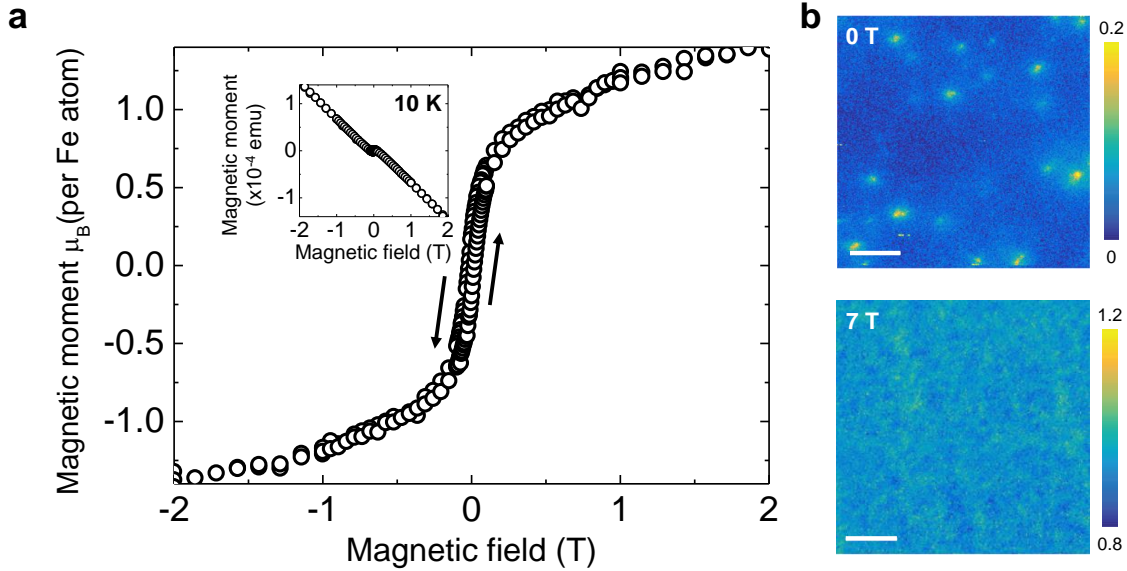 a
Magnetic moment μB(per Fe atom)
1.0
0.5
0.0
-0.5
-1.0
-2
-1
0
1
2
Magnetic field (T)
Magnetic moment
(x10-4 emu)
1
0
-1
10 K
-2
-1
0
1
2
Magnetic field (T)
b
0 T
0.2
0
7 T
1.2
0.8